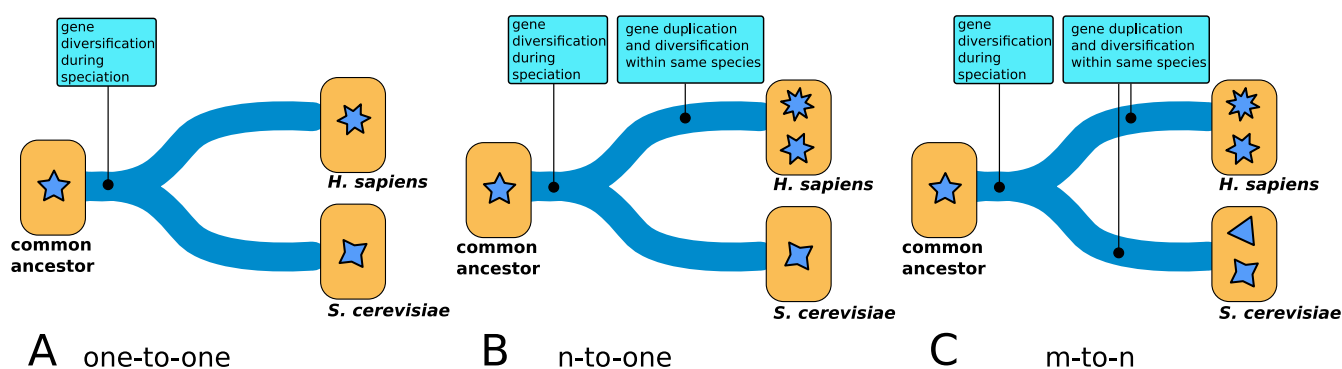 gene
diversification
during
speciation
H. sapiens
common
ancestor
S. cerevisiae
A one-to-one
gene
diversification
during
speciation
gene duplication
and diversification
within same species
H. sapiens
common
ancestor
S. cerevisiae
B n-to-one
gene
diversification
during
speciation
gene duplication
and diversification
within same species
H. sapiens
common
ancestor
S. cerevisiae
C m-to-n